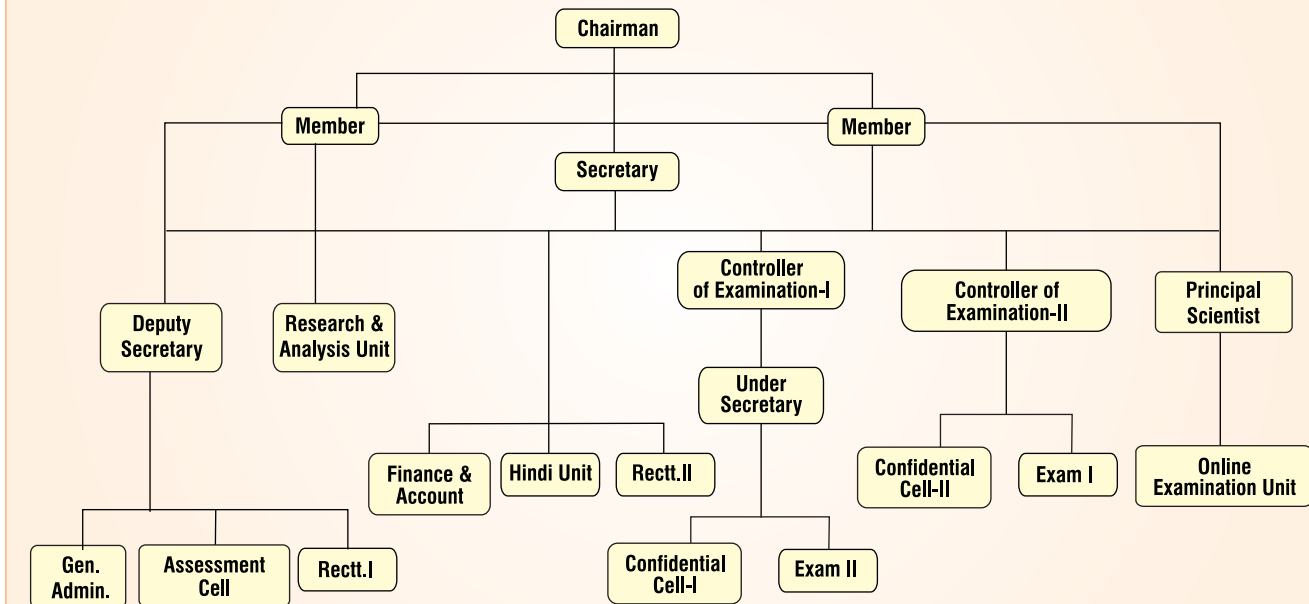 Chairman
Member
Member
Secretary
Controller
of Examination-I
Controller of
Examination-II
Principal
Scientist
Deputy
Secretary
Research &
Analysis Unit
Under
Secretary
Finance &
Account
Hindi Unit
Rectt.II
Confidential
Cell-II
Exam I
Online
Examination Unit
Gen.
Admin.
Assessment
Cell
Rectt.I
Confidential
Cell-I
Exam II